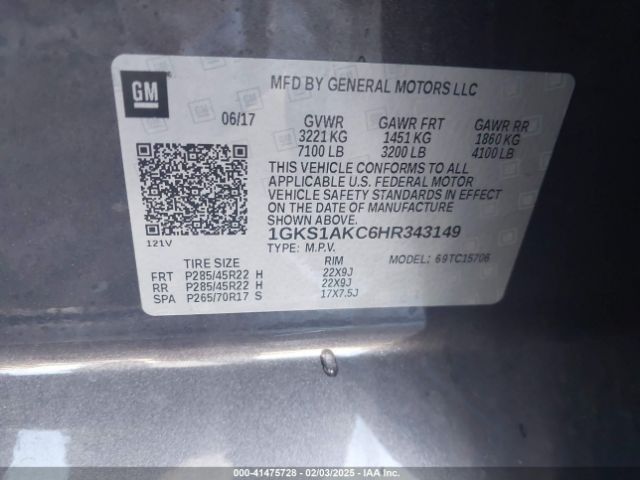 GM
MFD BY GENERAL MOTORS LLC
06/17
GVWR GAWR FRT GAWR RR
3221 KG 1451 KG 1860 KG
7100 LB 3200 LB 4100 LB
THIS VEHICLE CONFORMS TO ALL
APPLICABLE U.S. FEDERAL MOTOR
VEHICLE SAFETY STANDARDS IN EFFECT
ON THE DATE OF MANUFACTURE
SHOWN ABOVE.
1GKS1AKC6HR343149
TYPE: M.P.V. MODEL: 69TC15706
121V
TIRE SIZE RIM
FRT P285/45R22 H 22X9J
RR P285/45R22 H 22X9J
SPA P265/70R17 S 17X7.5J
000-41475728 - 02/03/2025 - IAA Inc.